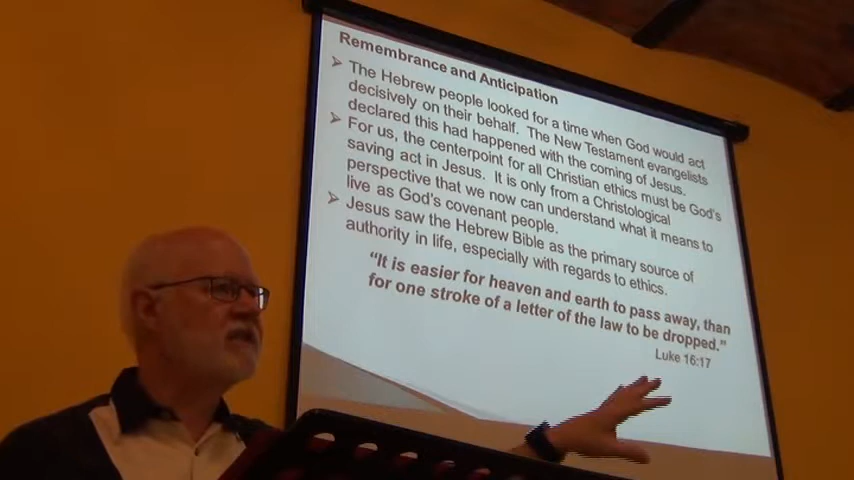 Remembrance and Anticipation
➢ The Hebrew people looked for a time when God would act
decisively on their behalf. The New Testament evangelists
declared this had happened with the coming of Jesus.
➢ For us, the centerpoint for all Christian ethics must be God's
saving act in Jesus. It is only from a Christological
perspective that we now can understand what it means to
live as God's covenant people.
➢ Jesus saw the Hebrew Bible as the primary source of
authority in life, especially with regards to ethics.
"It is easier for heaven and earth to pass away, than
for one stroke of a letter of the law to be dropped."
Luke 16:17